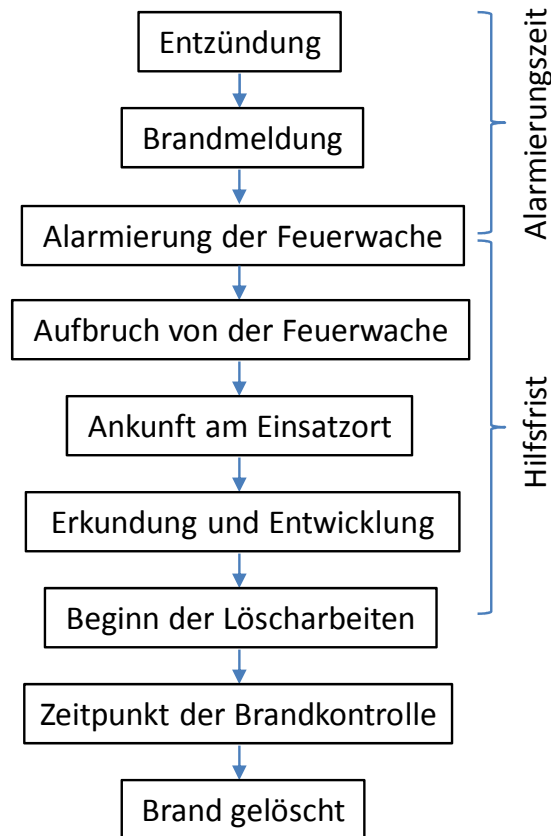 Entzündung
Brandmeldung
Alarmierung der Feuerwache
Aufbruch von der Feuerwache
Ankunft am Einsatzort
Erkundung und Entwicklung
Beginn der Löscharbeiten
Zeitpunkt der Brandkontrolle
Brand gelöscht
Alarmierungszeit
Hilfsfrist